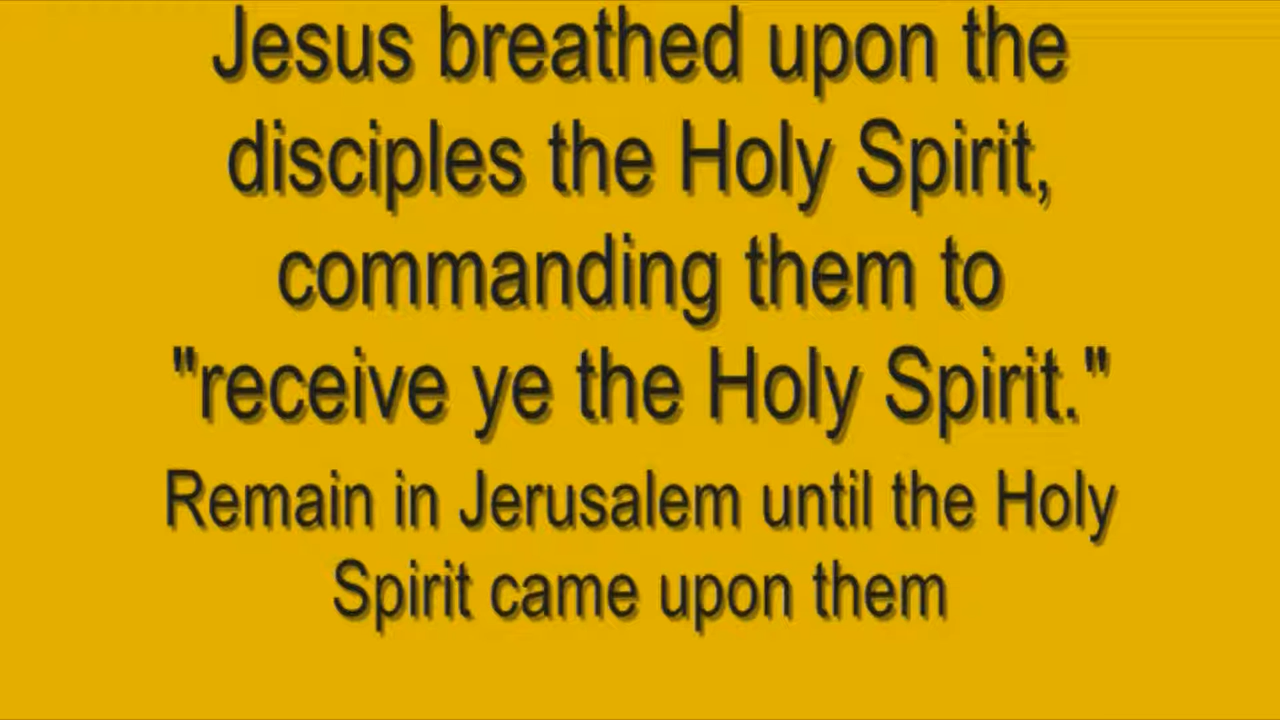 Jesus breathed upon the
disciples the Holy Spirit,
commanding them to
"receive ye the Holy Spirit."
Remain in Jerusalem until the Holy
Spirit came upon them